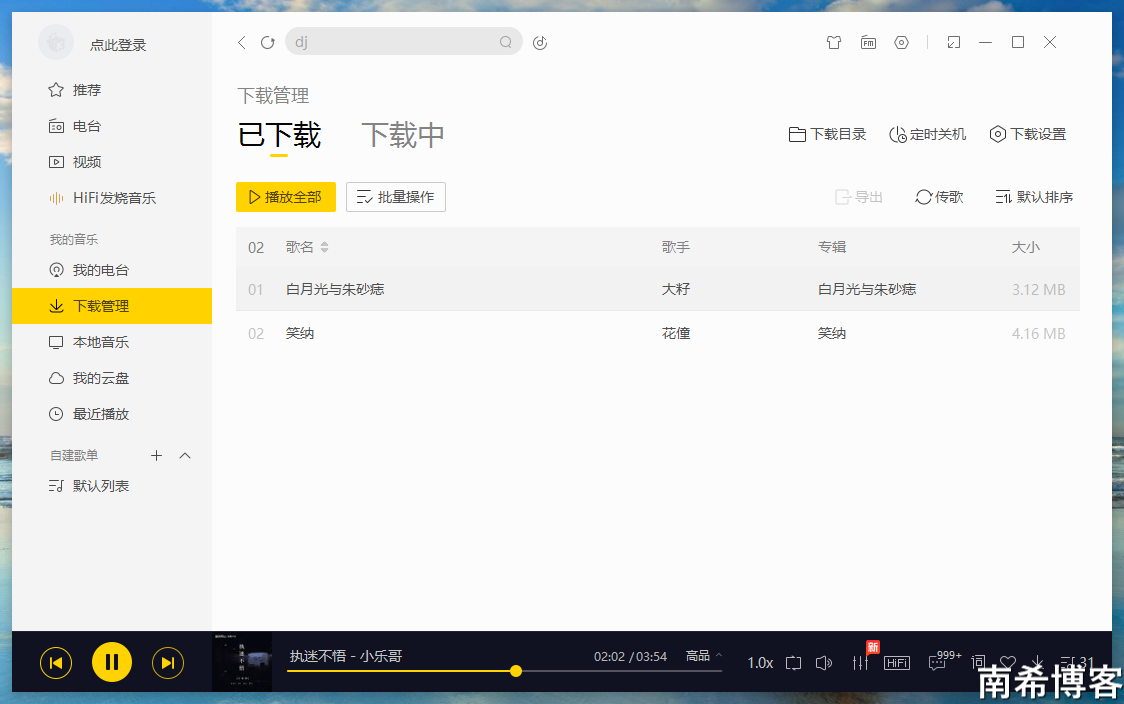 点此登录
推荐
电台
视频
HiFi发烧音乐
我的音乐
我的电台
下载管理
本地音乐
我的云盘
最近播放
自建歌单
默认列表
dj
FM
下载管理
已下载 下载中
下载目录 定时关机 下载设置
播放全部 批量操作 导出 传歌 默认排序
02 歌名 歌手 专辑 大小
01 白月光与朱砂痣 大籽 白月光与朱砂痣 3.12 MB
02 笑纳 花僮 笑纳 4.16 MB
执迷不悟
执迷不悟 - 小乐哥 02:02 / 03:54 高品
1.0x 新 HiFi 999+ 词 31
南希博客